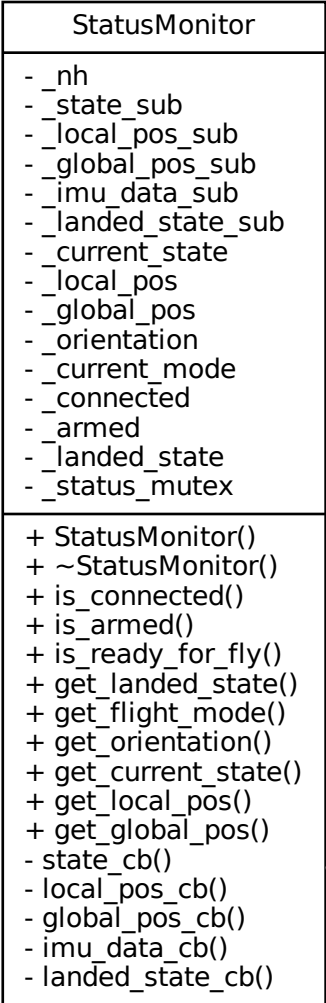 StatusMonitor
- _nh
- _state_sub
- _local_pos_sub
- _global_pos_sub
- _imu_data_sub
- _landed_state_sub
- _current_state
- _local_pos
- _global_pos
- _orientation
- _current_mode
- _connected
- _armed
- _landed_state
- _status_mutex
+ StatusMonitor()
+ ~StatusMonitor()
+ is_connected()
+ is_armed()
+ is_ready_for_fly()
+ get_landed_state()
+ get_flight_mode()
+ get_orientation()
+ get_current_state()
+ get_local_pos()
+ get_global_pos()
- state_cb()
- local_pos_cb()
- global_pos_cb()
- imu_data_cb()
- landed_state_cb()